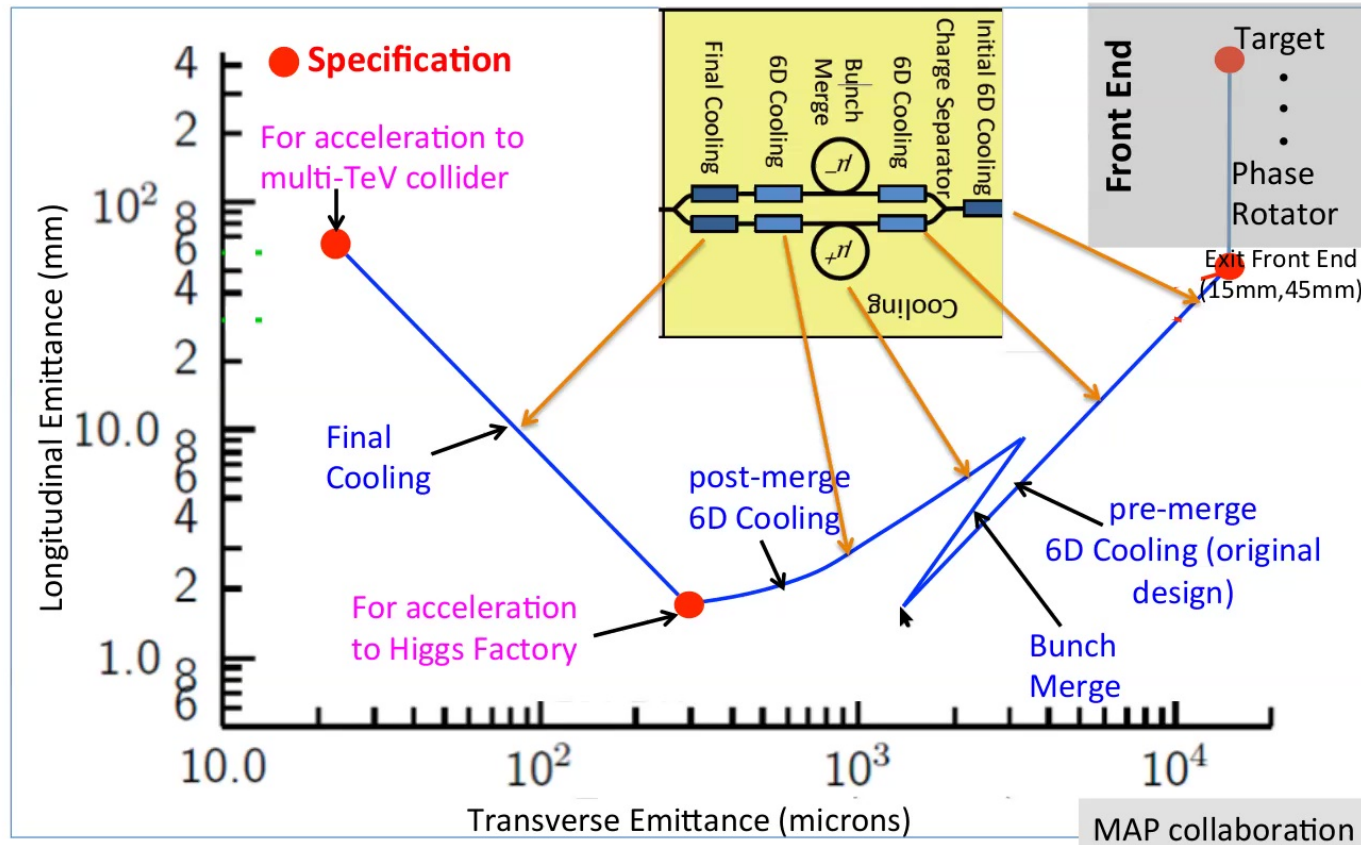 Specification
For acceleration to
multi-TeV collider
Final Cooling
6D Cooling
Bunch
Merge
6D Cooling
Charge Separator
Initial 6D Cooling
μ−
μ+
Cooling
Front End
Target
Phase
Rotator
Exit Front End
(15mm,45mm)
Longitudinal Emittance (mm)
4
2
10²
8
6
4
2
10.0
8
6
4
2
1.0
8
6
Final
Cooling
post-merge
6D Cooling
pre-merge
6D Cooling (original
design)
For acceleration
to Higgs Factory
Bunch
Merge
10.0
10²
10³
10⁴
Transverse Emittance (microns)
MAP collaboration